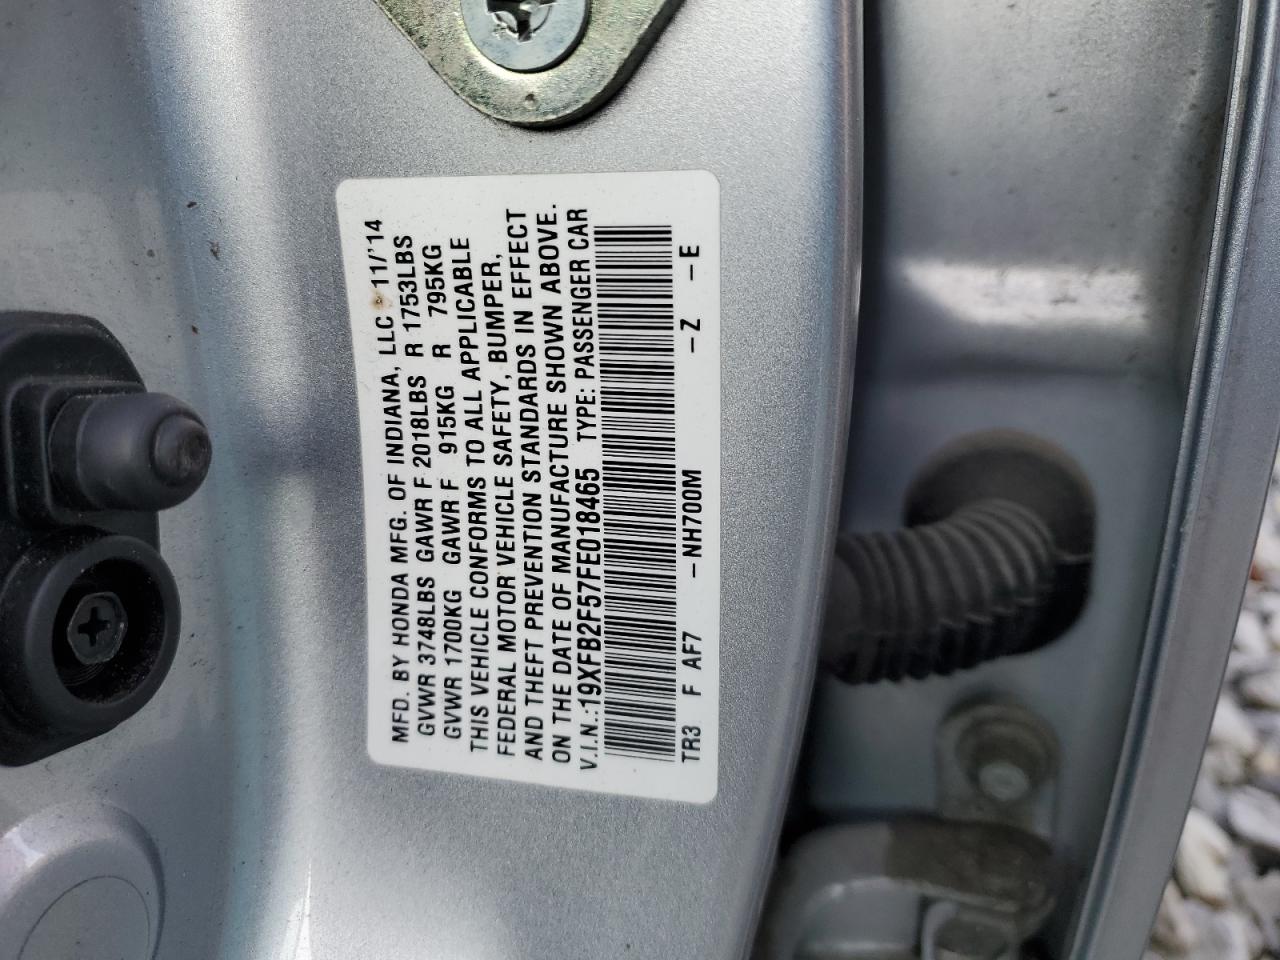 MFD. BY HONDA MFG. OF INDIANA, LLC 11/'14
GVWR 3748LBS GAWR F 2018LBS R 1753LBS
GVWR 1700KG GAWR F 915KG R 795KG
THIS VEHICLE CONFORMS TO ALL APPLICABLE
FEDERAL MOTOR VEHICLE SAFETY, BUMPER,
AND THEFT PREVENTION STANDARDS IN EFFECT
ON THE DATE OF MANUFACTURE SHOWN ABOVE.
V.I.N.:19XFB2F57FE018465 TYPE: PASSENGER CAR
TR3 F AF7 -NH700M -Z -E